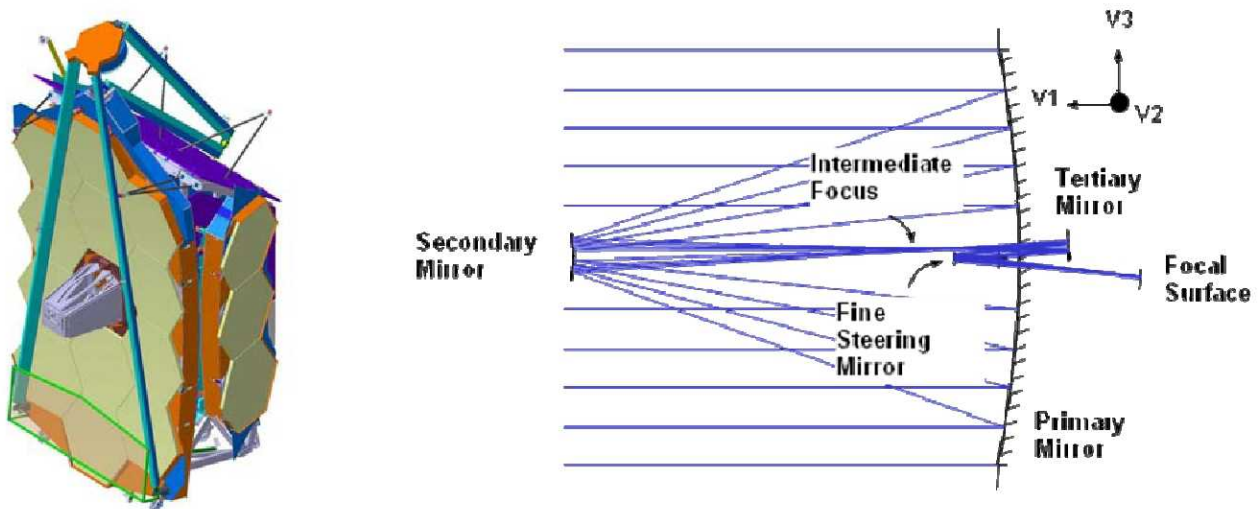 V3
V1
V2
Intermediate
Focus
Tertiary
Mirror
Secondary
Mirror
Focal
Surface
Fine
Steering
Mirror
Primary
Mirror